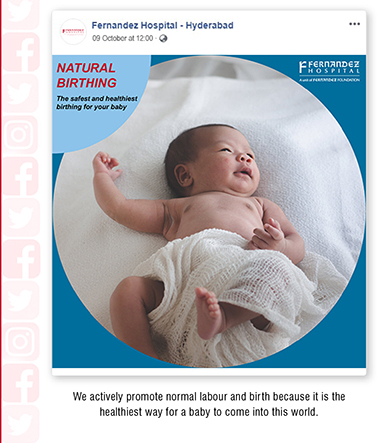 Fernandez Hospital - Hyderabad
09 October at 12:00 ·
NATURAL
BIRTHING
The safest and healthiest
birthing for your baby
FERNANDEZ
HOSPITAL
We actively promote normal labour and birth because it is the
healthiest way for a baby to come into this world.